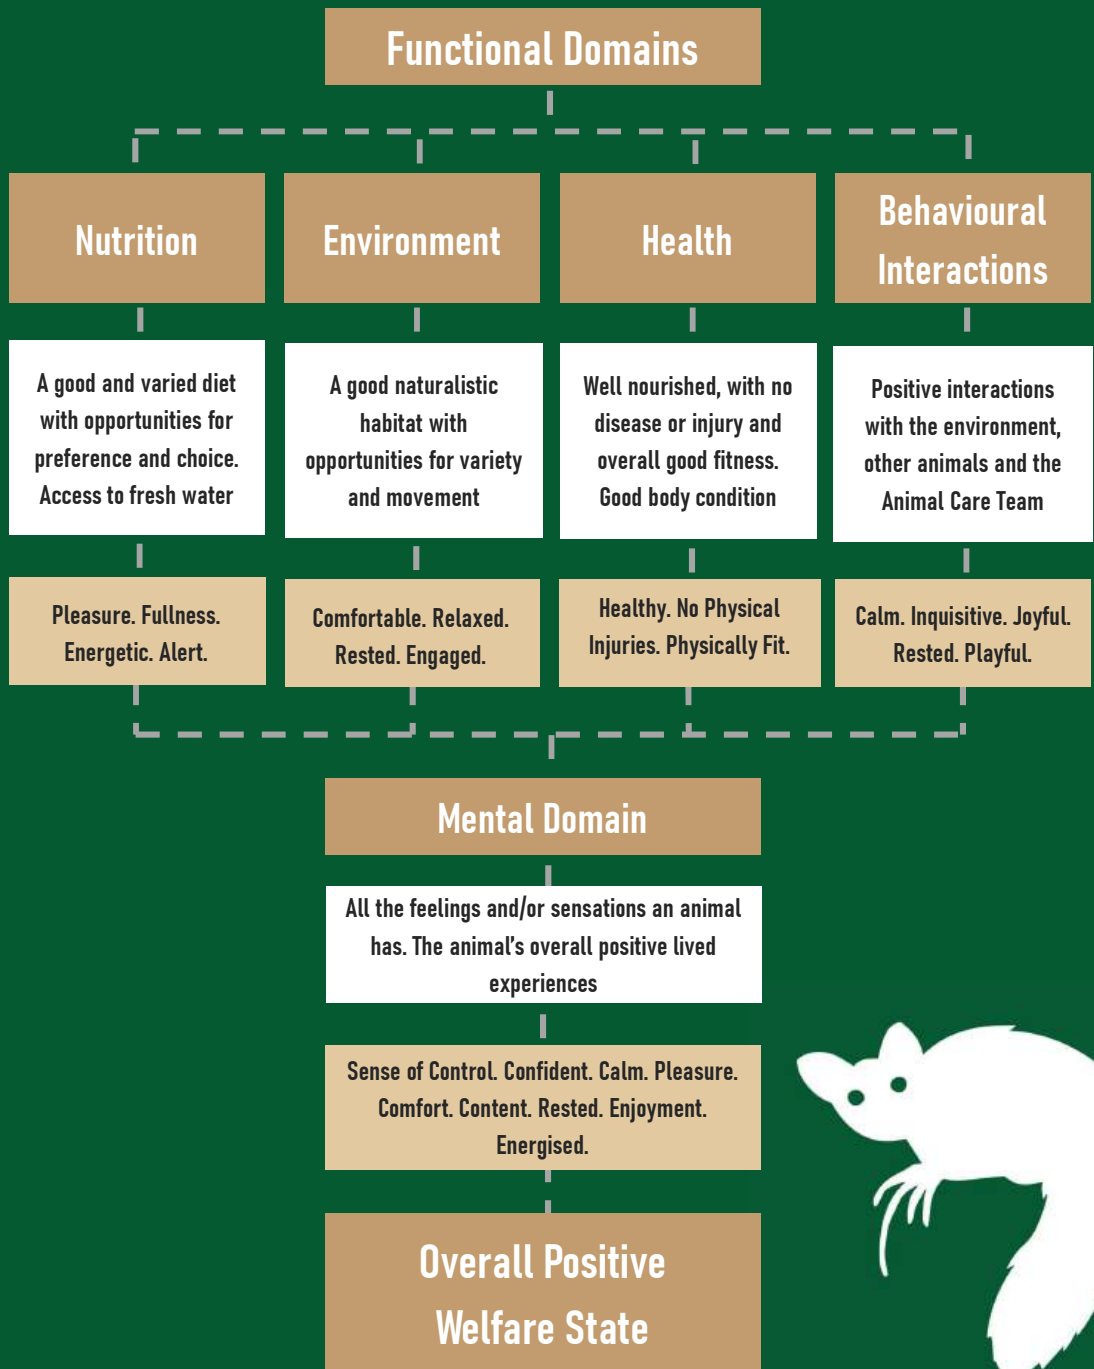 Functional Domains
Nutrition
Environment
Health
Behavioural
Interactions
A good and varied diet
with opportunities for
preference and choice.
Access to fresh water
A good naturalistic
habitat with
opportunities for variety
and movement
Well nourished, with no
disease or injury and
overall good fitness.
Good body condition
Positive interactions
with the environment,
other animals and the
Animal Care Team
Pleasure. Fullness.
Energetic. Alert.
Comfortable. Relaxed.
Rested. Engaged.
Healthy. No Physical
Injuries. Physically Fit.
Calm. Inquisitive. Joyful.
Rested. Playful.
Mental Domain
All the feelings and/or sensations an animal
has. The animal's overall positive lived
experiences
Sense of Control. Confident. Calm. Pleasure.
Comfort. Content. Rested. Enjoyment.
Energised.
Overall Positive
Welfare State